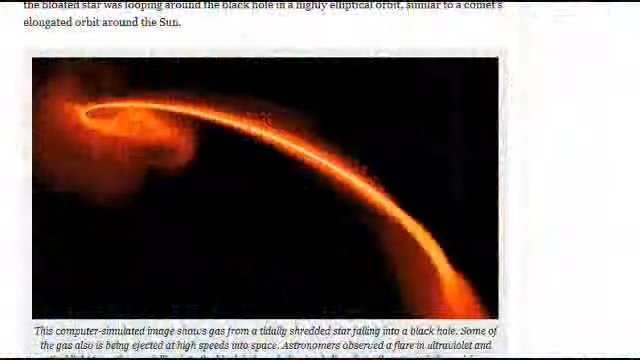 the bloated star was looping around the black hole in a highly elliptical orbit, similar to a comet's
elongated orbit around the Sun.
This computer-simulated image shows gas from a tidally shredded star falling into a black hole. Some of
the gas also is being ejected at high speeds into space. Astronomers observed a flare in ultraviolet and